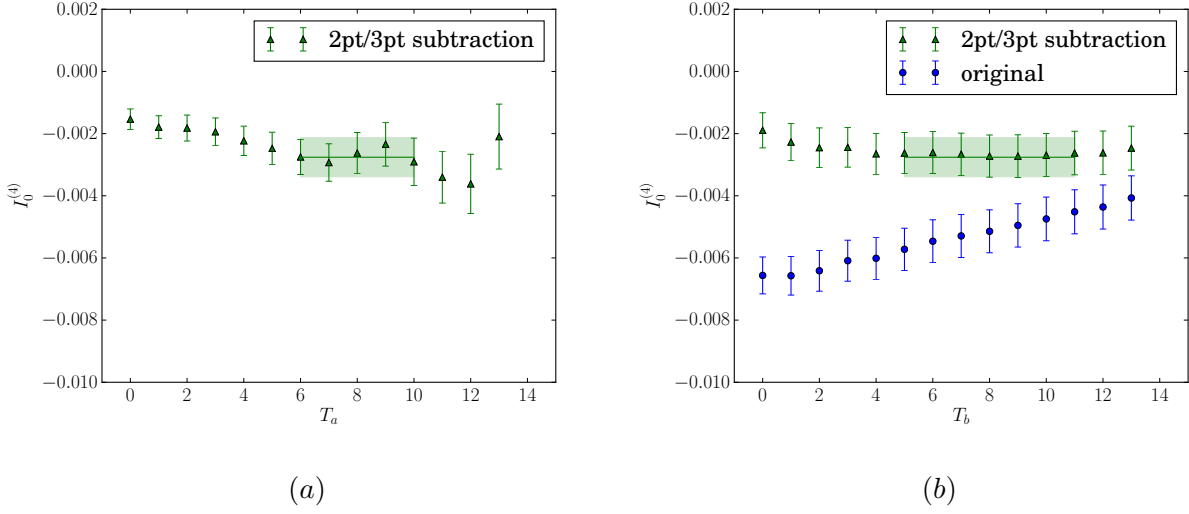 0.002
0.000
−0.002
−0.004
−0.006
−0.008
−0.010
I_0^{(4)}
2pt/3pt subtraction
0 2 4 6 8 10 12 14
T_a
(a)
0.002
0.000
−0.002
−0.004
−0.006
−0.008
−0.010
I_0^{(4)}
2pt/3pt subtraction
original
0 2 4 6 8 10 12 14
T_b
(b)